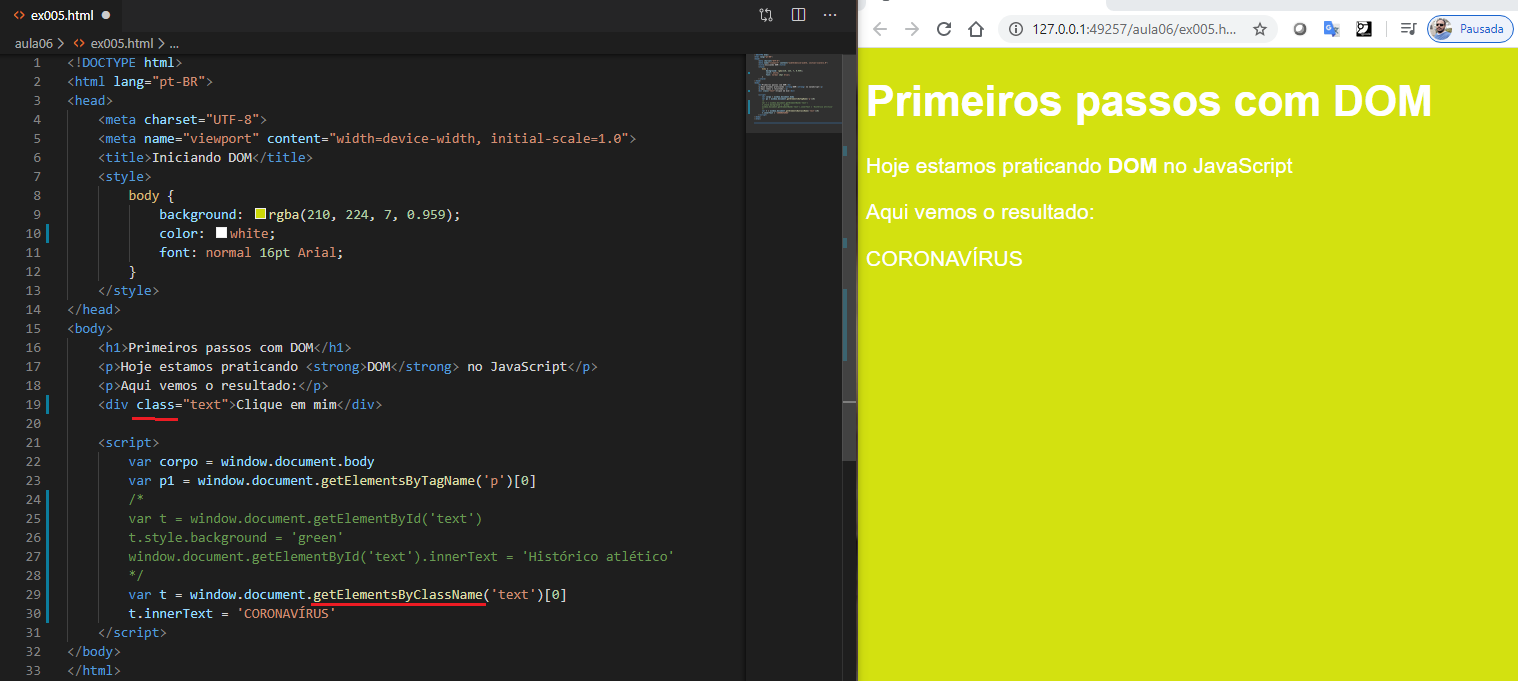 ex005.html
aula06 > ex005.html > ...
1 <!DOCTYPE html>
2 <html lang="pt-BR">
3 <head>
4 <meta charset="UTF-8">
5 <meta name="viewport" content="width=device-width, initial-scale=1.0">
6 <title>Iniciando DOM</title>
7 <style>
8 body {
9 background: rgba(210, 224, 7, 0.959);
10 color: white;
11 font: normal 16pt Arial;
12 }
13 </style>
14 </head>
15 <body>
16 <h1>Primeiros passos com DOM</h1>
17 <p>Hoje estamos praticando <strong>DOM</strong> no JavaScript</p>
18 <p>Aqui vemos o resultado:</p>
19 <div class="text">Clique em mim</div>
20
21 <script>
22 var corpo = window.document.body
23 var p1 = window.document.getElementsByTagName('p')[0]
24 /*
25 var t = window.document.getElementById('text')
26 t.style.background = 'green'
27 window.document.getElementById('text').innerText = 'Histórico atlético'
28 */
29 var t = window.document.getElementsByClassName('text')[0]
30 t.innerText = 'CORONAVÍRUS'
31 </script>
32 </body>
33 </html>
127.0.0.1:49257/aula06/ex005.h...
Pausada
Primeiros passos com DOM
Hoje estamos praticando DOM no JavaScript
Aqui vemos o resultado:
CORONAVÍRUS